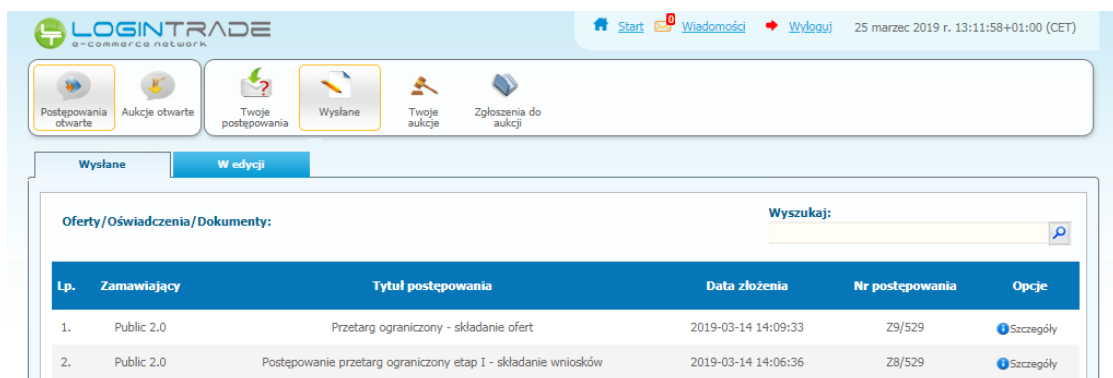 LOGINTRADE
e-commerce network
Start 0 Wiadomości Wyloguj 25 marzec 2019 r. 13:11:58+01:00 (CET)
Postępowania otwarte Aukcje otwarte Twoje postępowania Wysłane Twoje aukcje Zgłoszenia do aukcji
Wysłane W edycji
Oferty/Oświadczenia/Dokumenty: Wyszukaj:
Lp. Zamawiający Tytuł postępowania Data złożenia Nr postępowania Opcje
1. Public 2.0 Przetarg ograniczony - składanie ofert 2019-03-14 14:09:33 Z9/529 Szczegóły
2. Public 2.0 Postępowanie przetarg ograniczony etap I - składanie wniosków 2019-03-14 14:06:36 Z8/529 Szczegóły